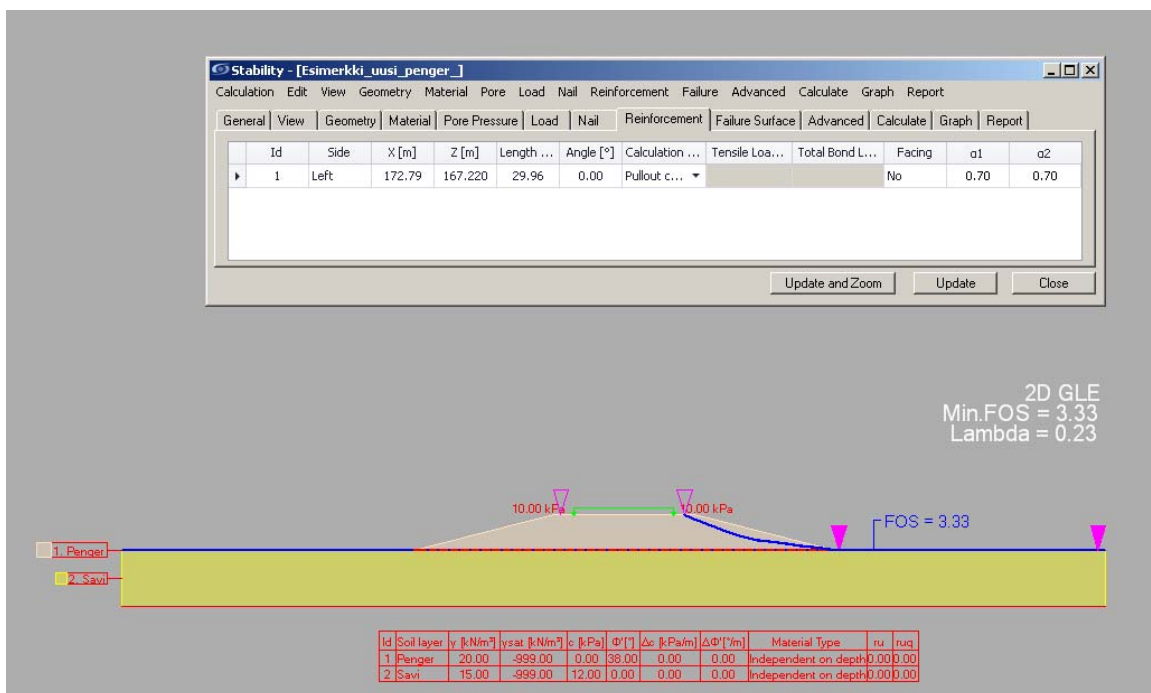 Stability - [Esimerkki_uusi_penger_]
Calculation Edit View Geometry Material Pore Load Nail Reinforcement Failure Advanced Calculate Graph Report
General View Geometry Material Pore Pressure Load Nail Reinforcement Failure Surface Advanced Calculate Graph Report
Id Side X [m] Z [m] Length ... Angle [°] Calculation ... Tensile Loa... Total Bond L... Facing α1 α2
1 Left 172.79 167.220 29.96 0.00 Pullout c... No 0.70 0.70
Update and Zoom Update Close
2D GLE
Min.FOS = 3.33
Lambda = 0.23
10.00 kPa 10.00 kPa
FOS = 3.33
1. Penger
2. Savi
Id Soil layer γ [kN/m³] γsat [kN/m³] c [kPa] Φ'[°] Δc [kPa/m] ΔΦ'[°/m] Material Type ru ruq
1 Penger 20.00 -999.00 0.00 38.00 0.00 0.00 Independent on depth 0.00 0.00
2 Savi 15.00 -999.00 12.00 0.00 0.00 0.00 Independent on depth 0.00 0.00